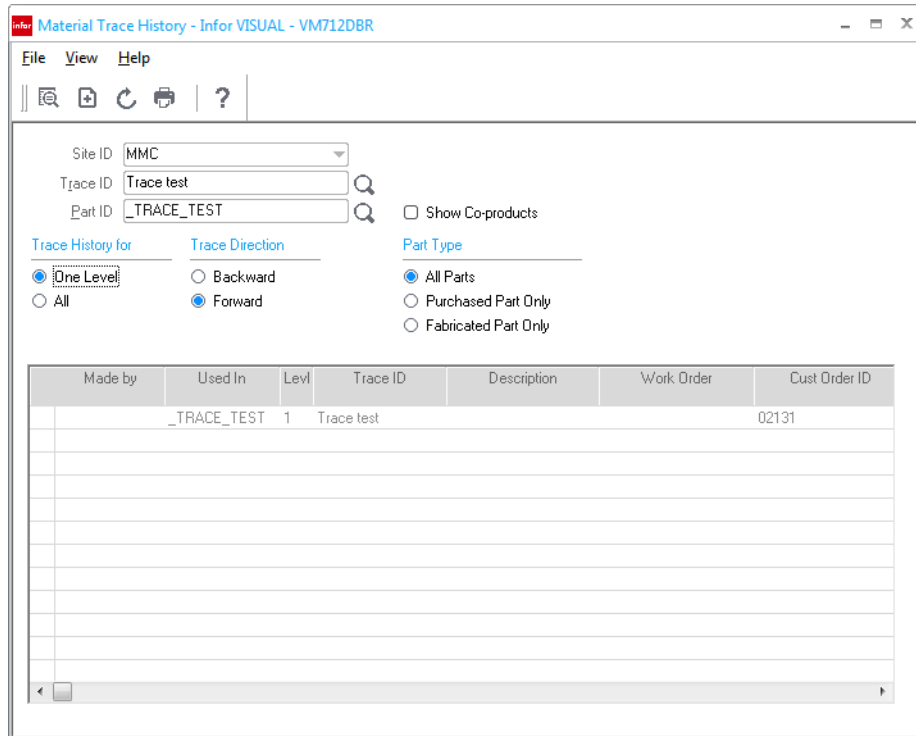 infor Material Trace History - Infor VISUAL - VM712DBR
File View Help
?
Site ID MMC
Trace ID Trace test
Part ID _TRACE_TEST Show Co-products
Trace History for Trace Direction Part Type
One Level Backward All Parts
All Forward Purchased Part Only
Fabricated Part Only
Made by Used In Levl Trace ID Description Work Order Cust Order ID
_TRACE_TEST 1 Trace test 02131